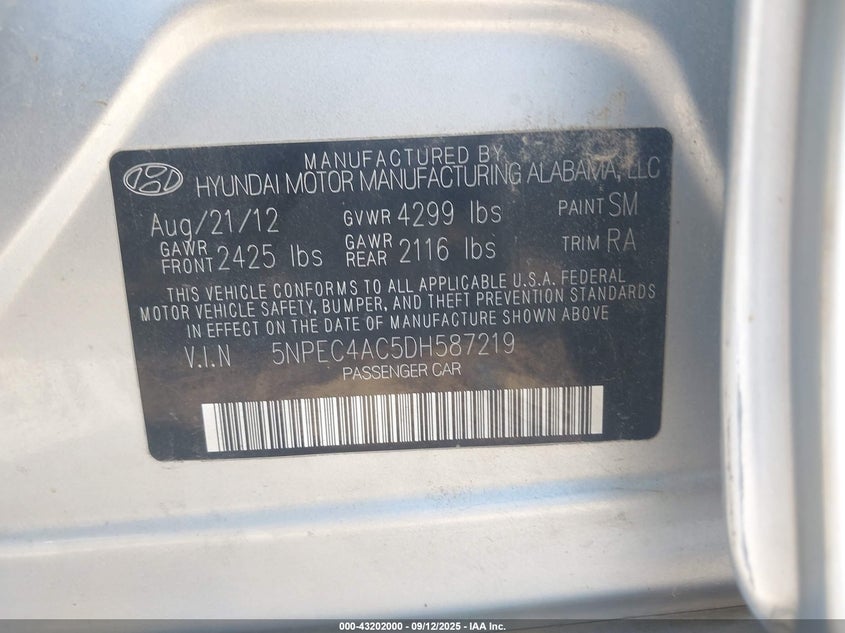 MANUFACTURED BY
HYUNDAI MOTOR MANUFACTURING ALABAMA, LLC
Aug/21/12 GVWR 4299 lbs PAINT SM
GAWR FRONT 2425 lbs GAWR REAR 2116 lbs TRIM RA
THIS VEHICLE CONFORMS TO ALL APPLICABLE U.S.A. FEDERAL
MOTOR VEHICLE SAFETY, BUMPER, AND THEFT PREVENTION STANDARDS
IN EFFECT ON THE DATE OF MANUFACTURE SHOWN ABOVE
V.I.N 5NPEC4AC5DH587219
PASSENGER CAR
000-43202000 - 09/12/2025 - IAA Inc.